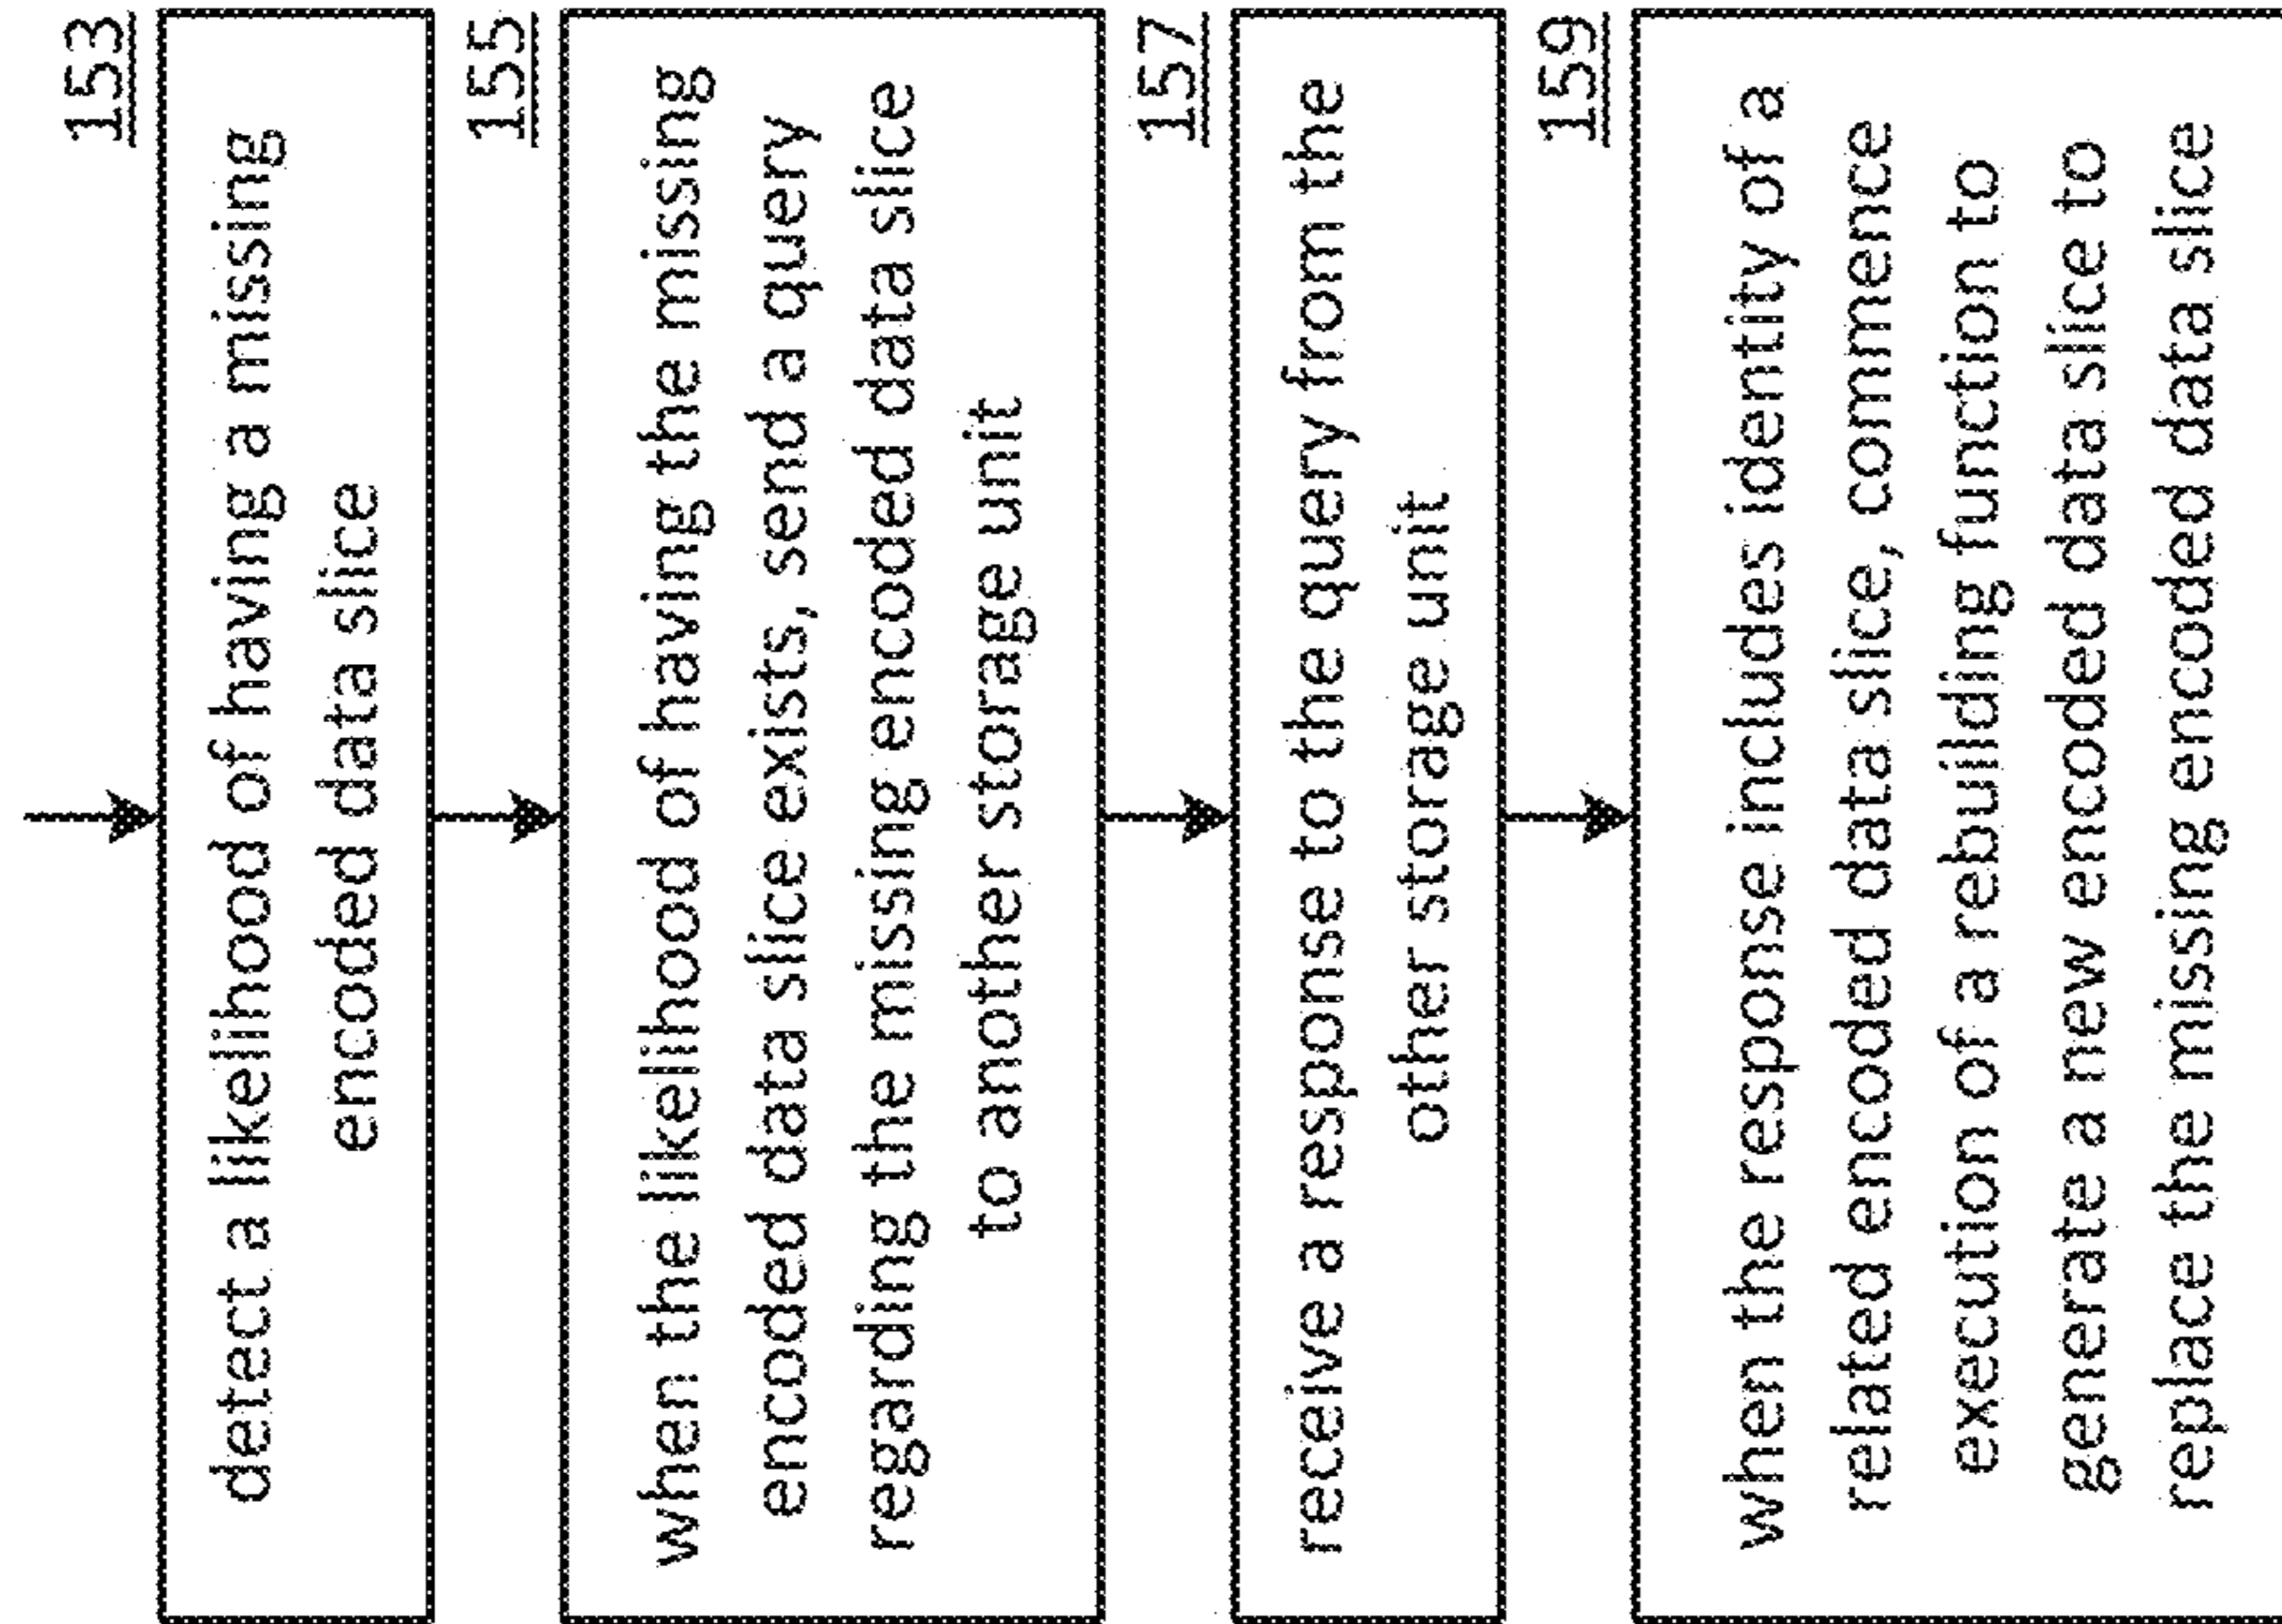 153
detect a likelihood of having a missing
encoded data slice
155
when the likelihood of having the missing
encoded data slice exists, send a query
regarding the missing encoded data slice
to another storage unit
157
receive a response to the query from the
other storage unit
159
when the response includes identity of a
related encoded data slice, commence
execution of a rebuilding function to
generate a new encoded data slice to
replace the missing encoded data slice